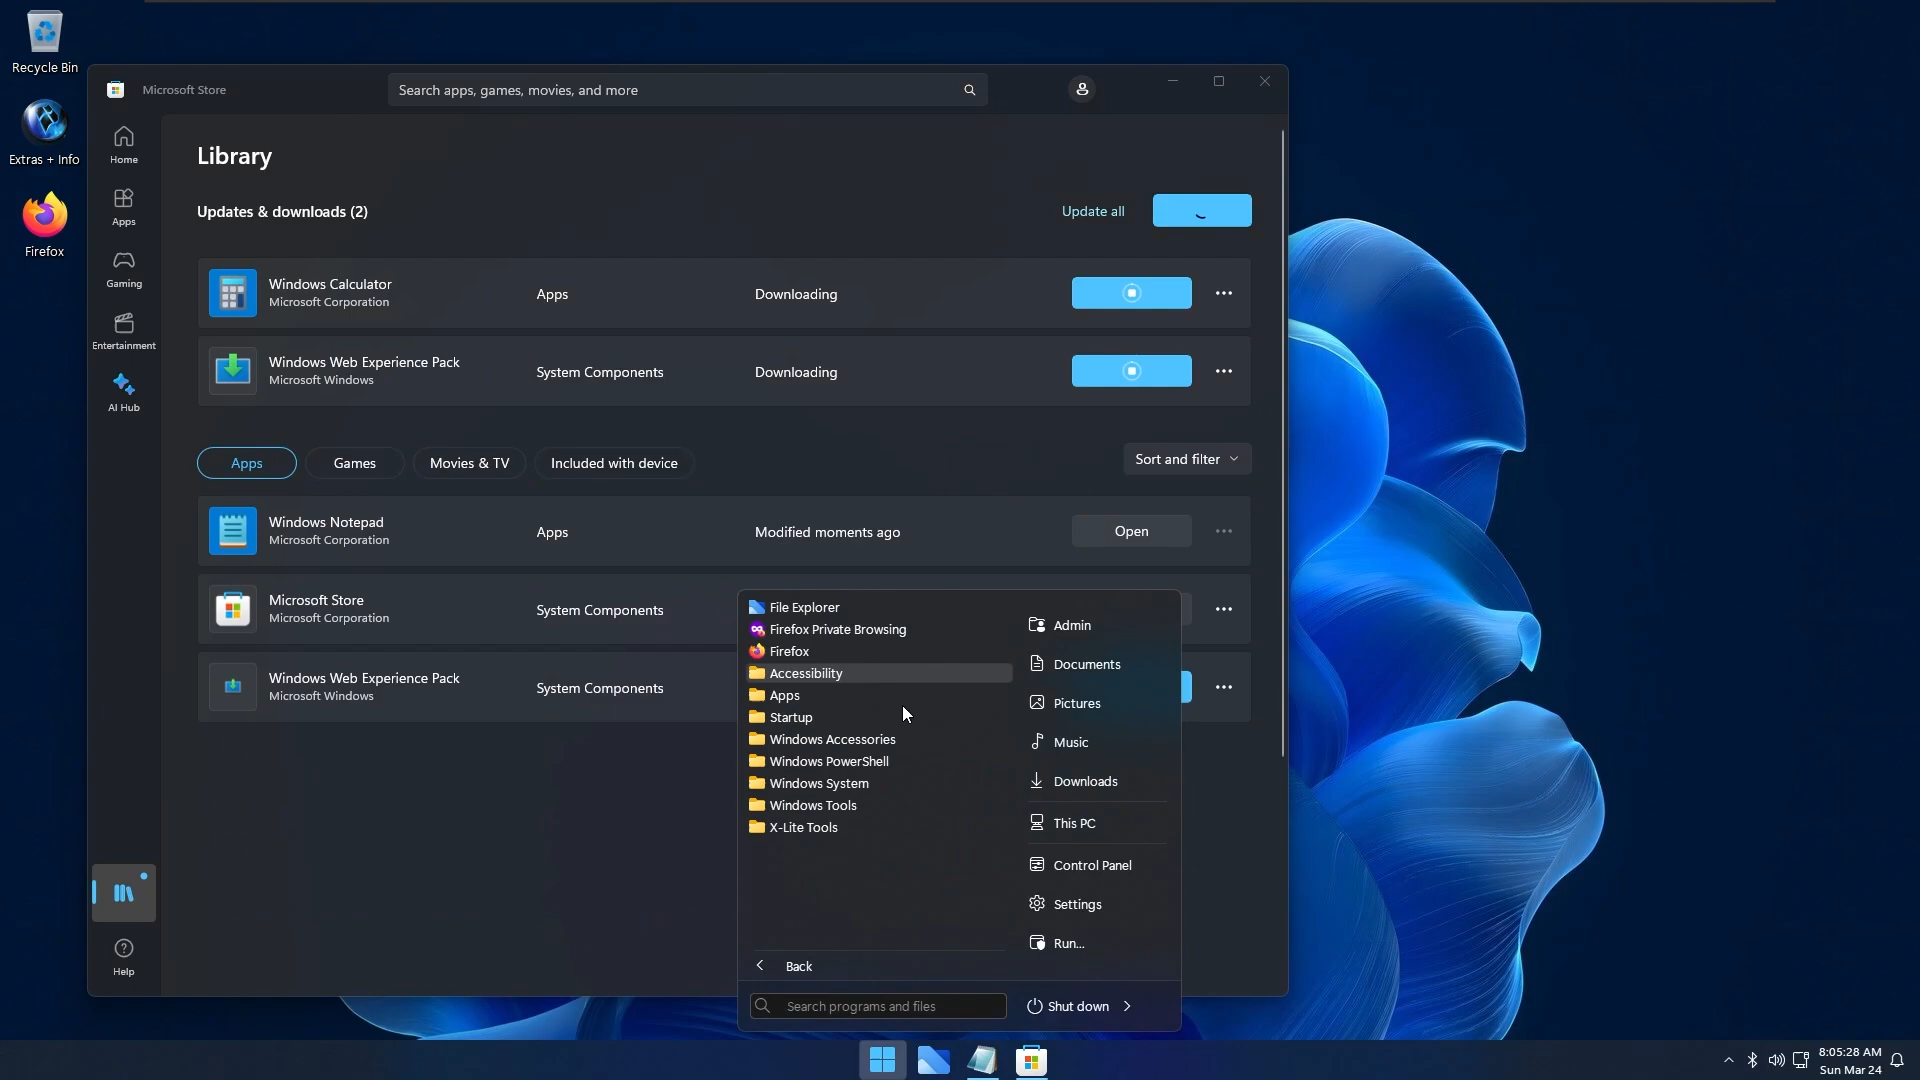 Recycle Bin
Extras + Info
Firefox
Microsoft Store
Search apps, games, movies, and more
Home
Apps
Gaming
Entertainment
AI Hub
Help
Library
Updates & downloads (2)
Update all
Windows Calculator
Microsoft Corporation
Apps
Downloading
Windows Web Experience Pack
Microsoft Windows
System Components
Downloading
Apps
Games
Movies & TV
Included with device
Sort and filter
Windows Notepad
Microsoft Corporation
Apps
Modified moments ago
Open
Microsoft Store
Microsoft Corporation
System Components
Windows Web Experience Pack
Microsoft Windows
System Components
File Explorer
Firefox Private Browsing
Firefox
Accessibility
Apps
Startup
Windows Accessories
Windows PowerShell
Windows System
Windows Tools
X-Lite Tools
Back
Search programs and files
Admin
Documents
Pictures
Music
Downloads
This PC
Control Panel
Settings
Run...
Shut down
8:05:28 AM
Sun Mar 24